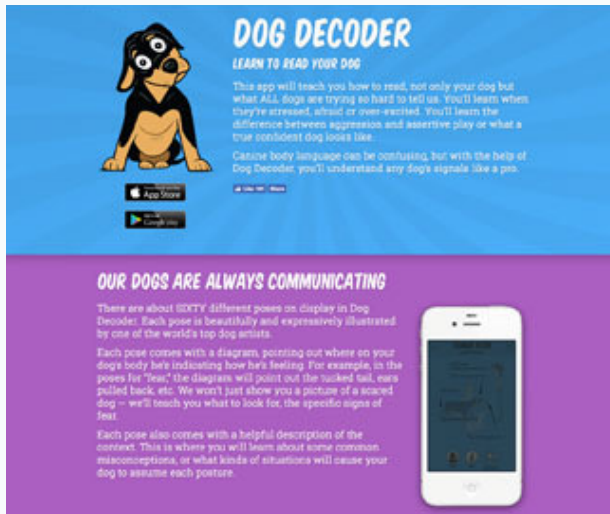 DOG DECODER
LEARN TO READ YOUR DOG
This app will teach you how to read, not only your dog but
what ALL dogs are trying so hard to tell us. You'll learn when
they're stressed, afraid or over-excited. You'll learn the
difference between aggression and assertive play or what a
true confident dog looks like.
Canine body language can be confusing, but with the help of
Dog Decoder, you'll understand any dog's signals like a pro.
App Store
Like
Share
Google play
OUR DOGS ARE ALWAYS COMMUNICATING
There are about SIXTY different poses on display in Dog
Decoder. Each pose is beautifully and expressively illustrated
by one of the world's top dog artists.
Each pose comes with a diagram, pointing out where on your
dog's body he's indicating how he's feeling. For example, in the
poses for "fear," the diagram will point out the tucked tail, ears
pulled back, etc. We won't just show you a picture of a scared
dog — we'll teach you what to look for, the specific signs of
fear.
Each pose also comes with a helpful description of the
context. This is where you will learn about some common
misconceptions, or what kinds of situations will cause your
dog to assume each posture.